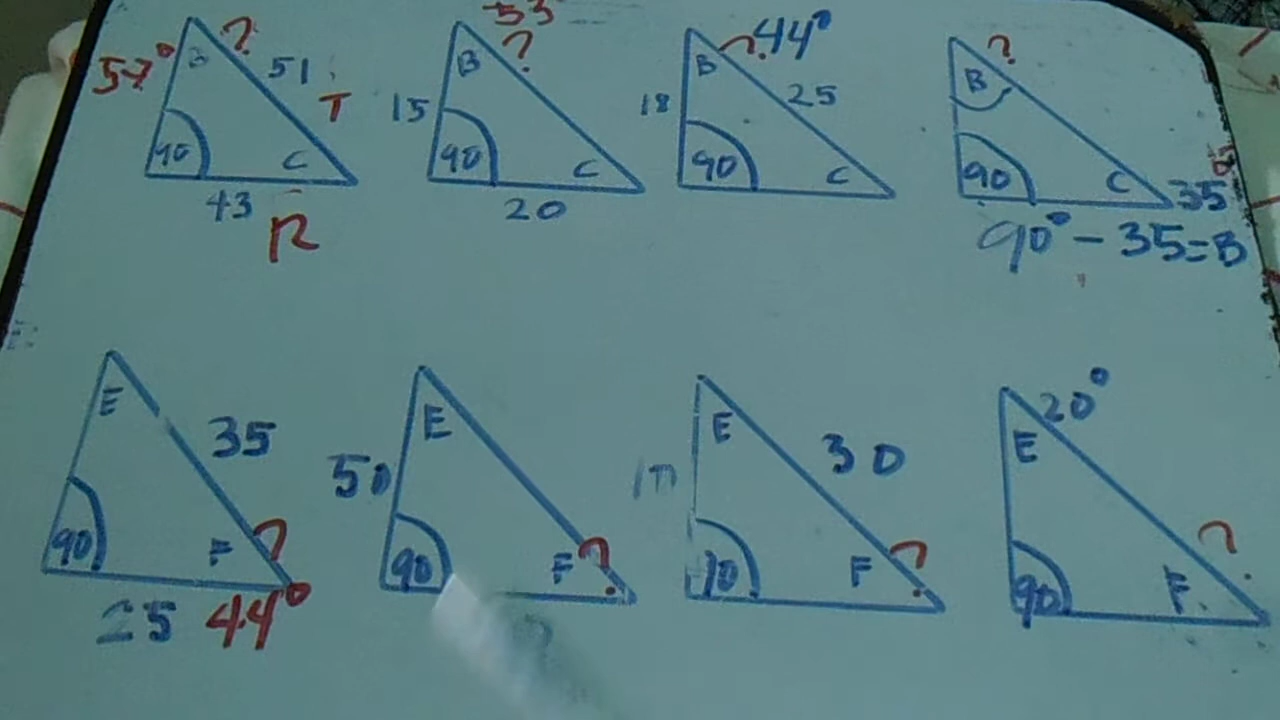 57° ? B 51 T 90 C 43 R
53 ? B 15 90 C 20
? 44° B 18 25 90 C
? B 90 C 35
90° - 35 = B
E 35 90 F ? 25 44°
E 50 90 F ?
E 30 F ?
20° E 90 F ?